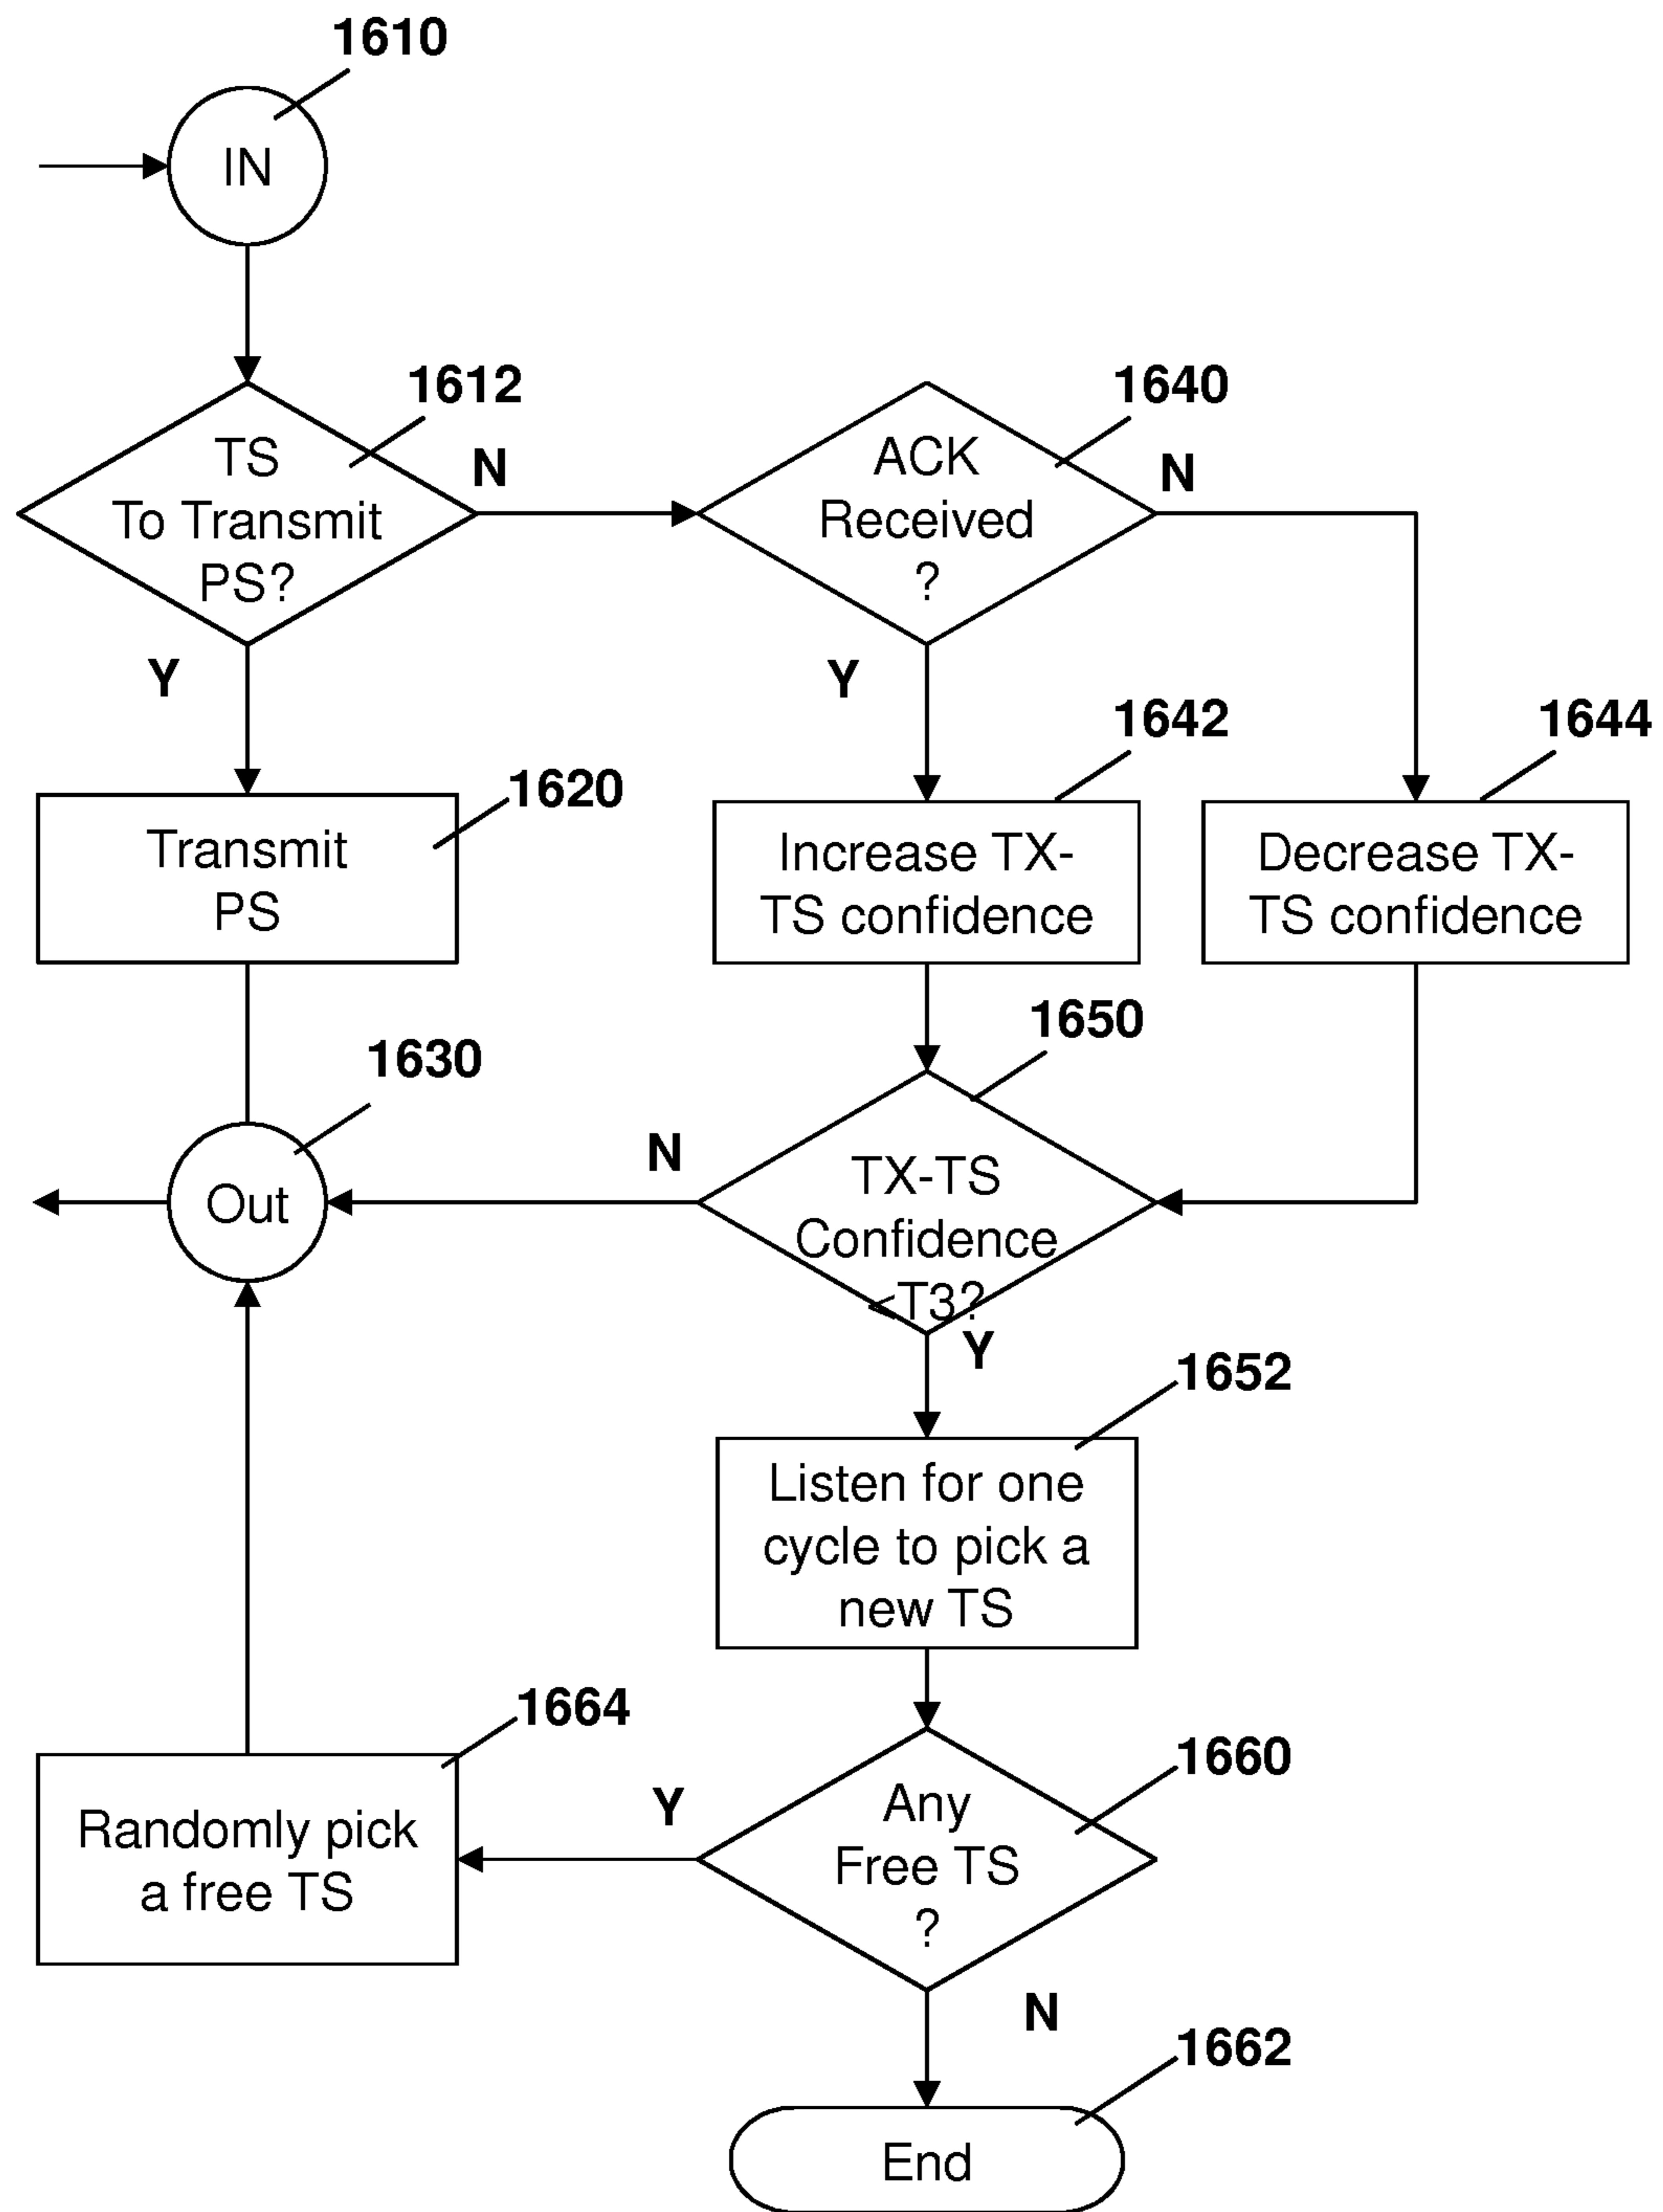 1610
IN
1612
TS
To Transmit
PS?
N
Y
1640
ACK
Received
?
N
Y
1620
Transmit
PS
1642
Increase TX-
TS confidence
1644
Decrease TX-
TS confidence
1630
Out
1650
N
TX-TS
Confidence
<T3?
Y
1652
Listen for one
cycle to pick a
new TS
1664
Randomly pick
a free TS
1660
Y
Any
Free TS
?
N
1662
End